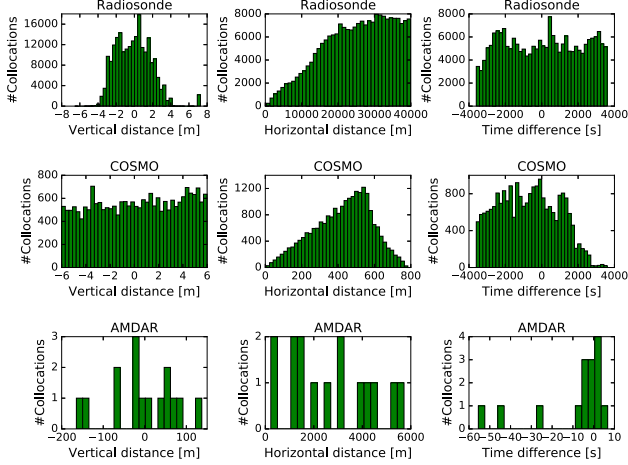 Radiosonde Radiosonde Radiosonde
#Collocations 16000 12000 8000 4000 0
−8 −6 −4 −2 0 2 4 6 8
Vertical distance [m]
#Collocations 8000 6000 4000 2000 0
0 10000 20000 30000 40000
Horizontal distance [m]
#Collocations 8000 6000 4000 2000 0
−4000 −2000 0 2000 4000
Time difference [s]
COSMO COSMO COSMO
#Collocations 800 600 400 200 0
−6 −4 −2 0 2 4 6
Vertical distance [m]
#Collocations 1200 800 400 0
0 200 400 600 800
Horizontal distance [m]
#Collocations 800 400 0
−4000 −2000 0 2000 4000
Time difference [s]
AMDAR AMDAR AMDAR
#Collocations 3 2 1 0
−200 −100 0 100
Vertical distance [m]
#Collocations 2 1 0
0 2000 4000 6000
Horizontal distance [m]
#Collocations 4 3 2 1 0
−60 −50 −40 −30 −20 −10 0 10
Time difference [s]